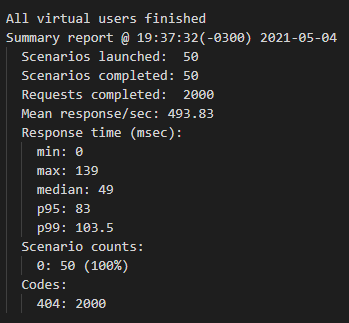 All virtual users finished
Summary report @ 19:37:32(-0300) 2021-05-04
Scenarios launched:  50
Scenarios completed: 50
Requests completed:  2000
Mean response/sec: 493.83
Response time (msec):
min: 0
max: 139
median: 49
p95: 83
p99: 103.5
Scenario counts:
0: 50 (100%)
Codes:
404: 2000